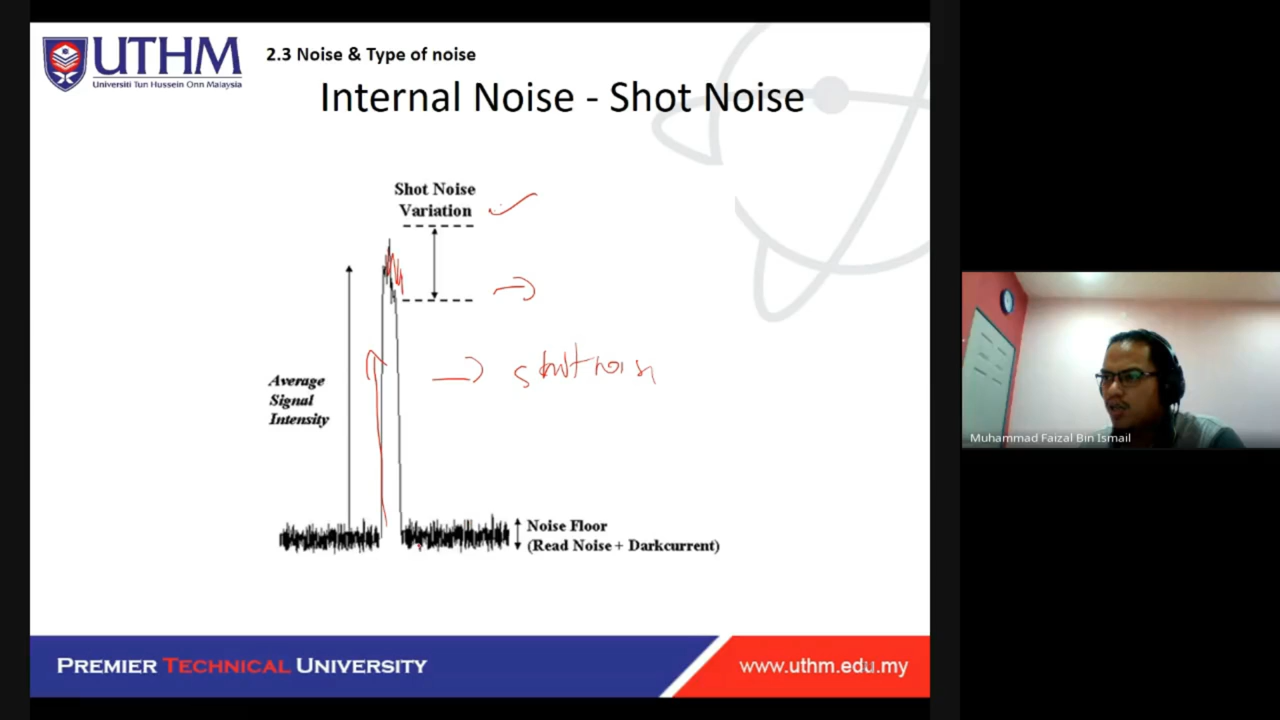 UTHM
Universiti Tun Hussein Onn Malaysia
2.3 Noise & Type of noise
Internal Noise - Shot Noise
Shot Noise
Variation
Average
Signal
Intensity
shot nois
Noise Floor
(Read Noise + Darkcurrent)
Muhammad Faizal Bin Ismail
PREMIER TECHNICAL UNIVERSITY
www.uthm.edu.my